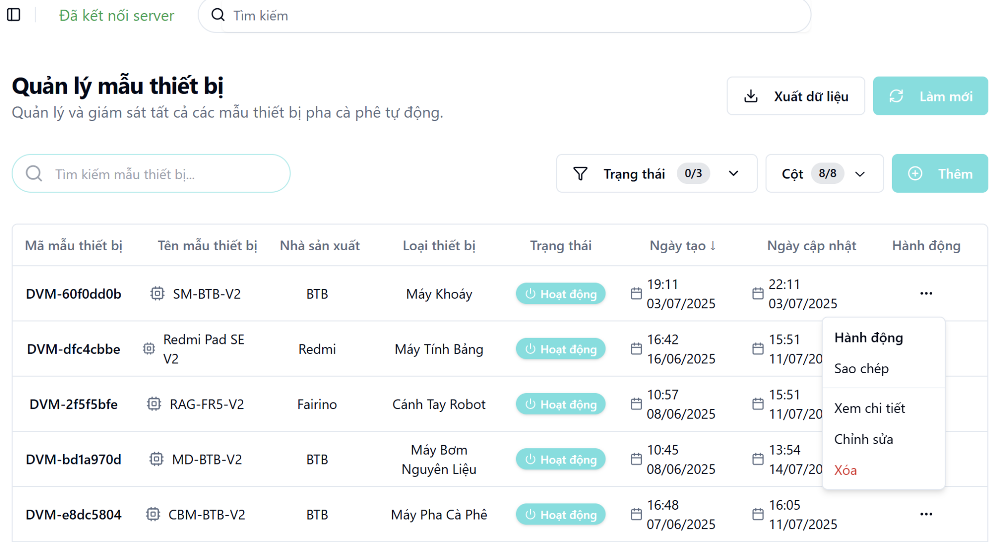 Đã kết nối server
Tìm kiếm
Quản lý mẫu thiết bị
Quản lý và giám sát tất cả các mẫu thiết bị pha cà phê tự động.
Xuất dữ liệu
Làm mới
Tìm kiếm mẫu thiết bị...
Trạng thái 0/3
Cột 8/8
Thêm
Mã mẫu thiết bị Tên mẫu thiết bị Nhà sản xuất Loại thiết bị Trạng thái Ngày tạo ↓ Ngày cập nhật Hành động
DVM-60f0dd0b SM-BTB-V2 BTB Máy Khoáy Hoạt động 19:11 22:11 ...
03/07/2025 03/07/2025
DVM-dfc4cbbe Redmi Pad SE Redmi Máy Tính Bảng Hoạt động 16:42 15:51
V2 16/06/2025 11/07/20
DVM-2f5f5bfe RAG-FR5-V2 Fairino Cánh Tay Robot Hoạt động 10:57 15:51
08/06/2025 11/07/20
DVM-bd1a970d MD-BTB-V2 BTB Máy Bơm Hoạt động 10:45 13:54
Nguyên Liệu 08/06/2025 14/07/20
DVM-e8dc5804 CBM-BTB-V2 BTB Máy Pha Cà Phê Hoạt động 16:48 16:05 ...
07/06/2025 11/07/2025
Hành động
Sao chép
Xem chi tiết
Chỉnh sửa
Xóa